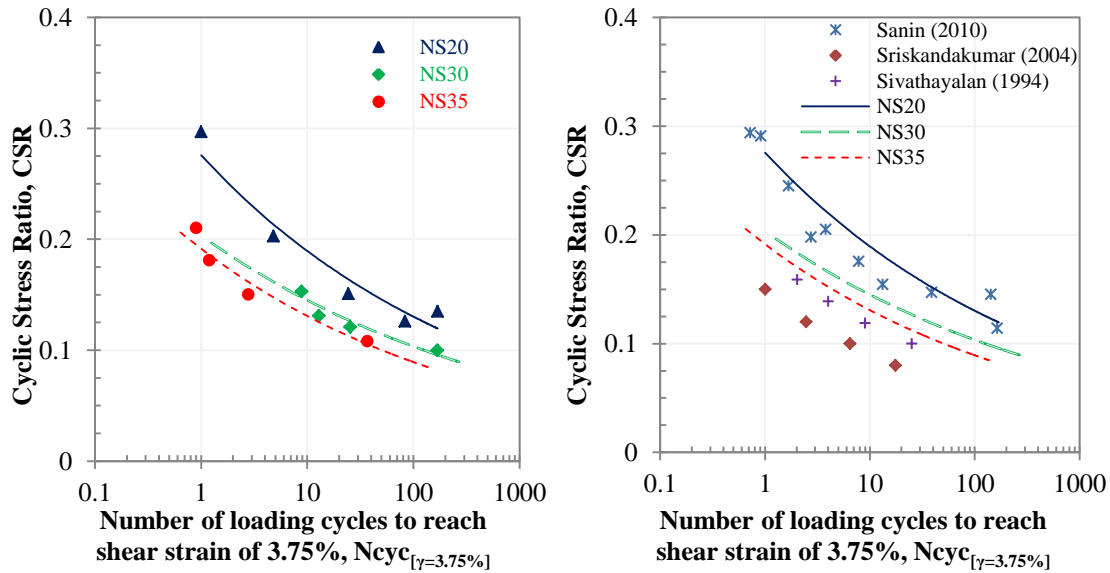 0.4
0.3
0.2
0.1
0
0.1
1
10
100
1000
Cyclic Stress Ratio, CSR
NS20
NS30
NS35
Number of loading cycles to reach
shear strain of 3.75%, Ncyc[γ=3.75%]
0.4
0.3
0.2
0.1
0
0.1
1
10
100
1000
Cyclic Stress Ratio, CSR
Sanin (2010)
Sriskandakumar (2004)
Sivathayalan (1994)
NS20
NS30
NS35
Number of loading cycles to reach
shear strain of 3.75%, Ncyc[γ=3.75%]